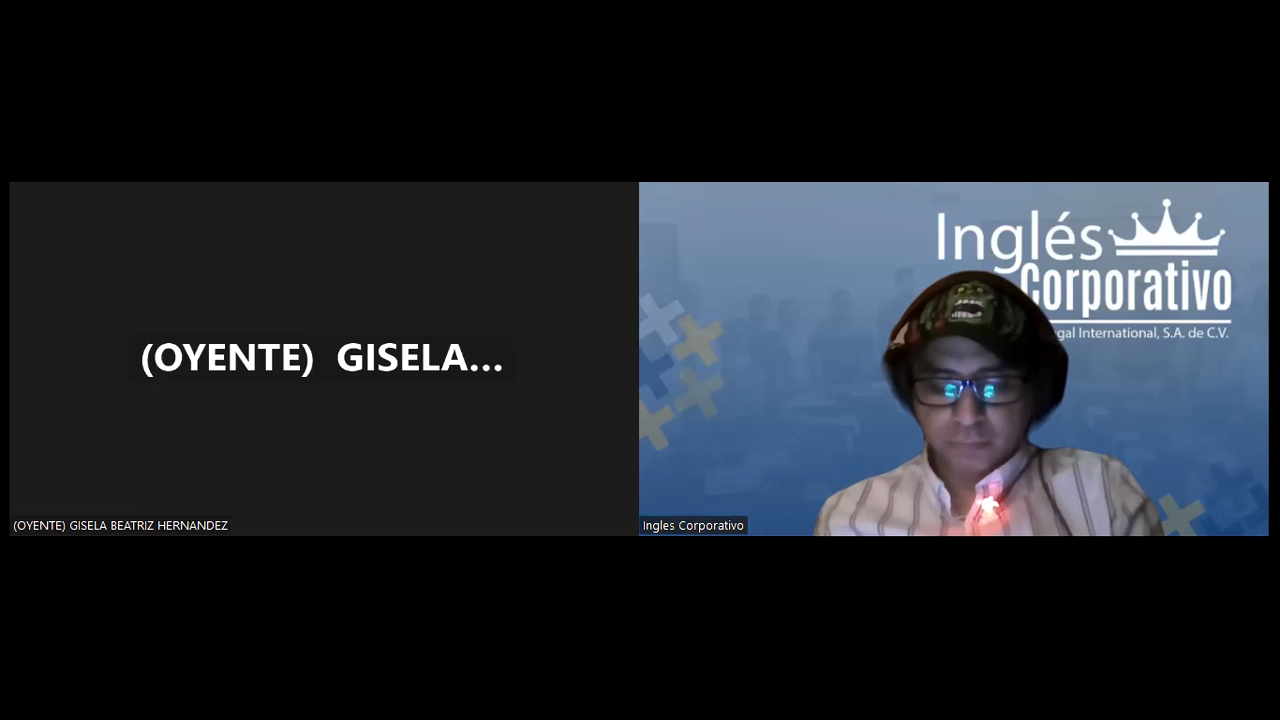 (OYENTE) GISELA...
(OYENTE) GISELA BEATRIZ HERNANDEZ
Inglés
Corporativo
gal International, S.A. de C.V.
Ingles Corporativo